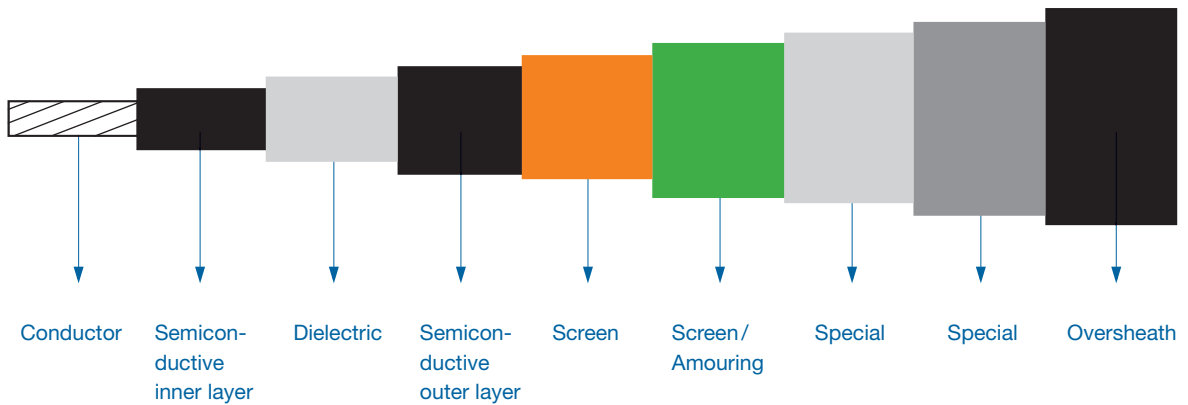 Conductor
Semicon-
ductive
inner layer
Dielectric
Semicon-
ductive
outer layer
Screen
Screen / 
Amouring
Special
Special
Oversheath